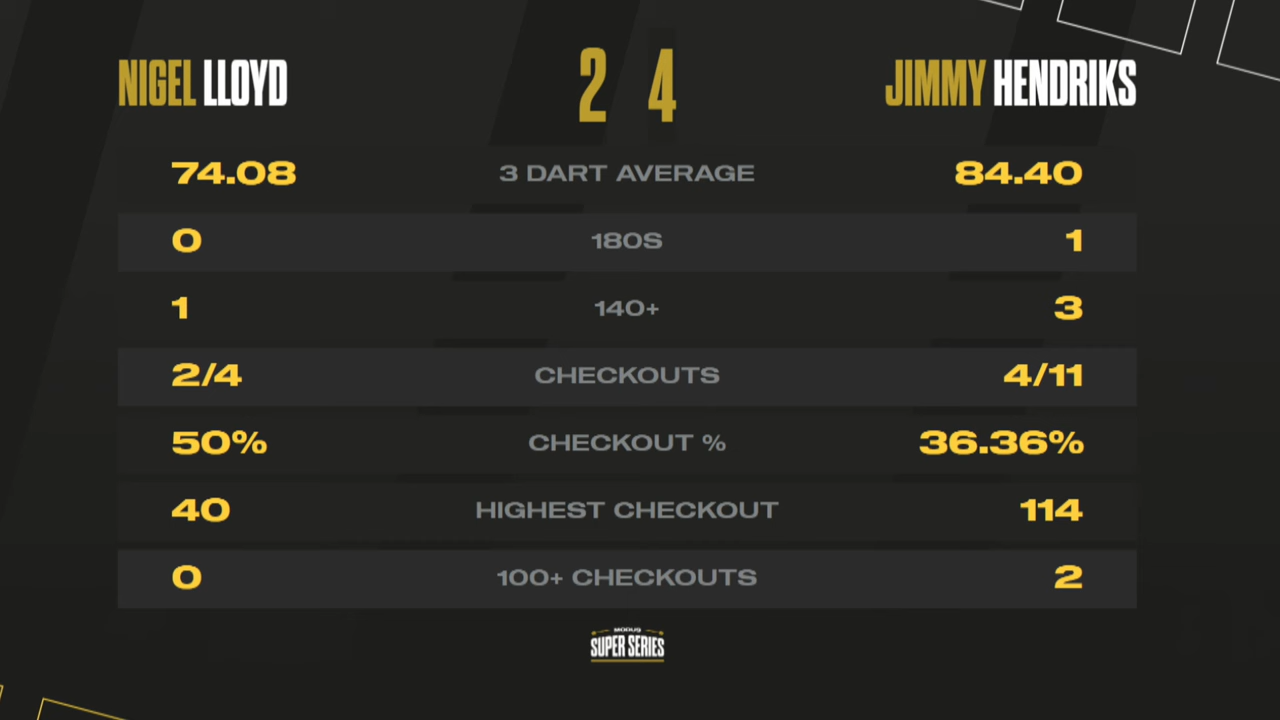 NIGEL LLOYD 2 4 JIMMY HENDRIKS
74.08 3 DART AVERAGE 84.40
0 180S 1
1 140+ 3
2/4 CHECKOUTS 4/11
50% CHECKOUT % 36.36%
40 HIGHEST CHECKOUT 114
0 100+ CHECKOUTS 2
MODUS
SUPER SERIES